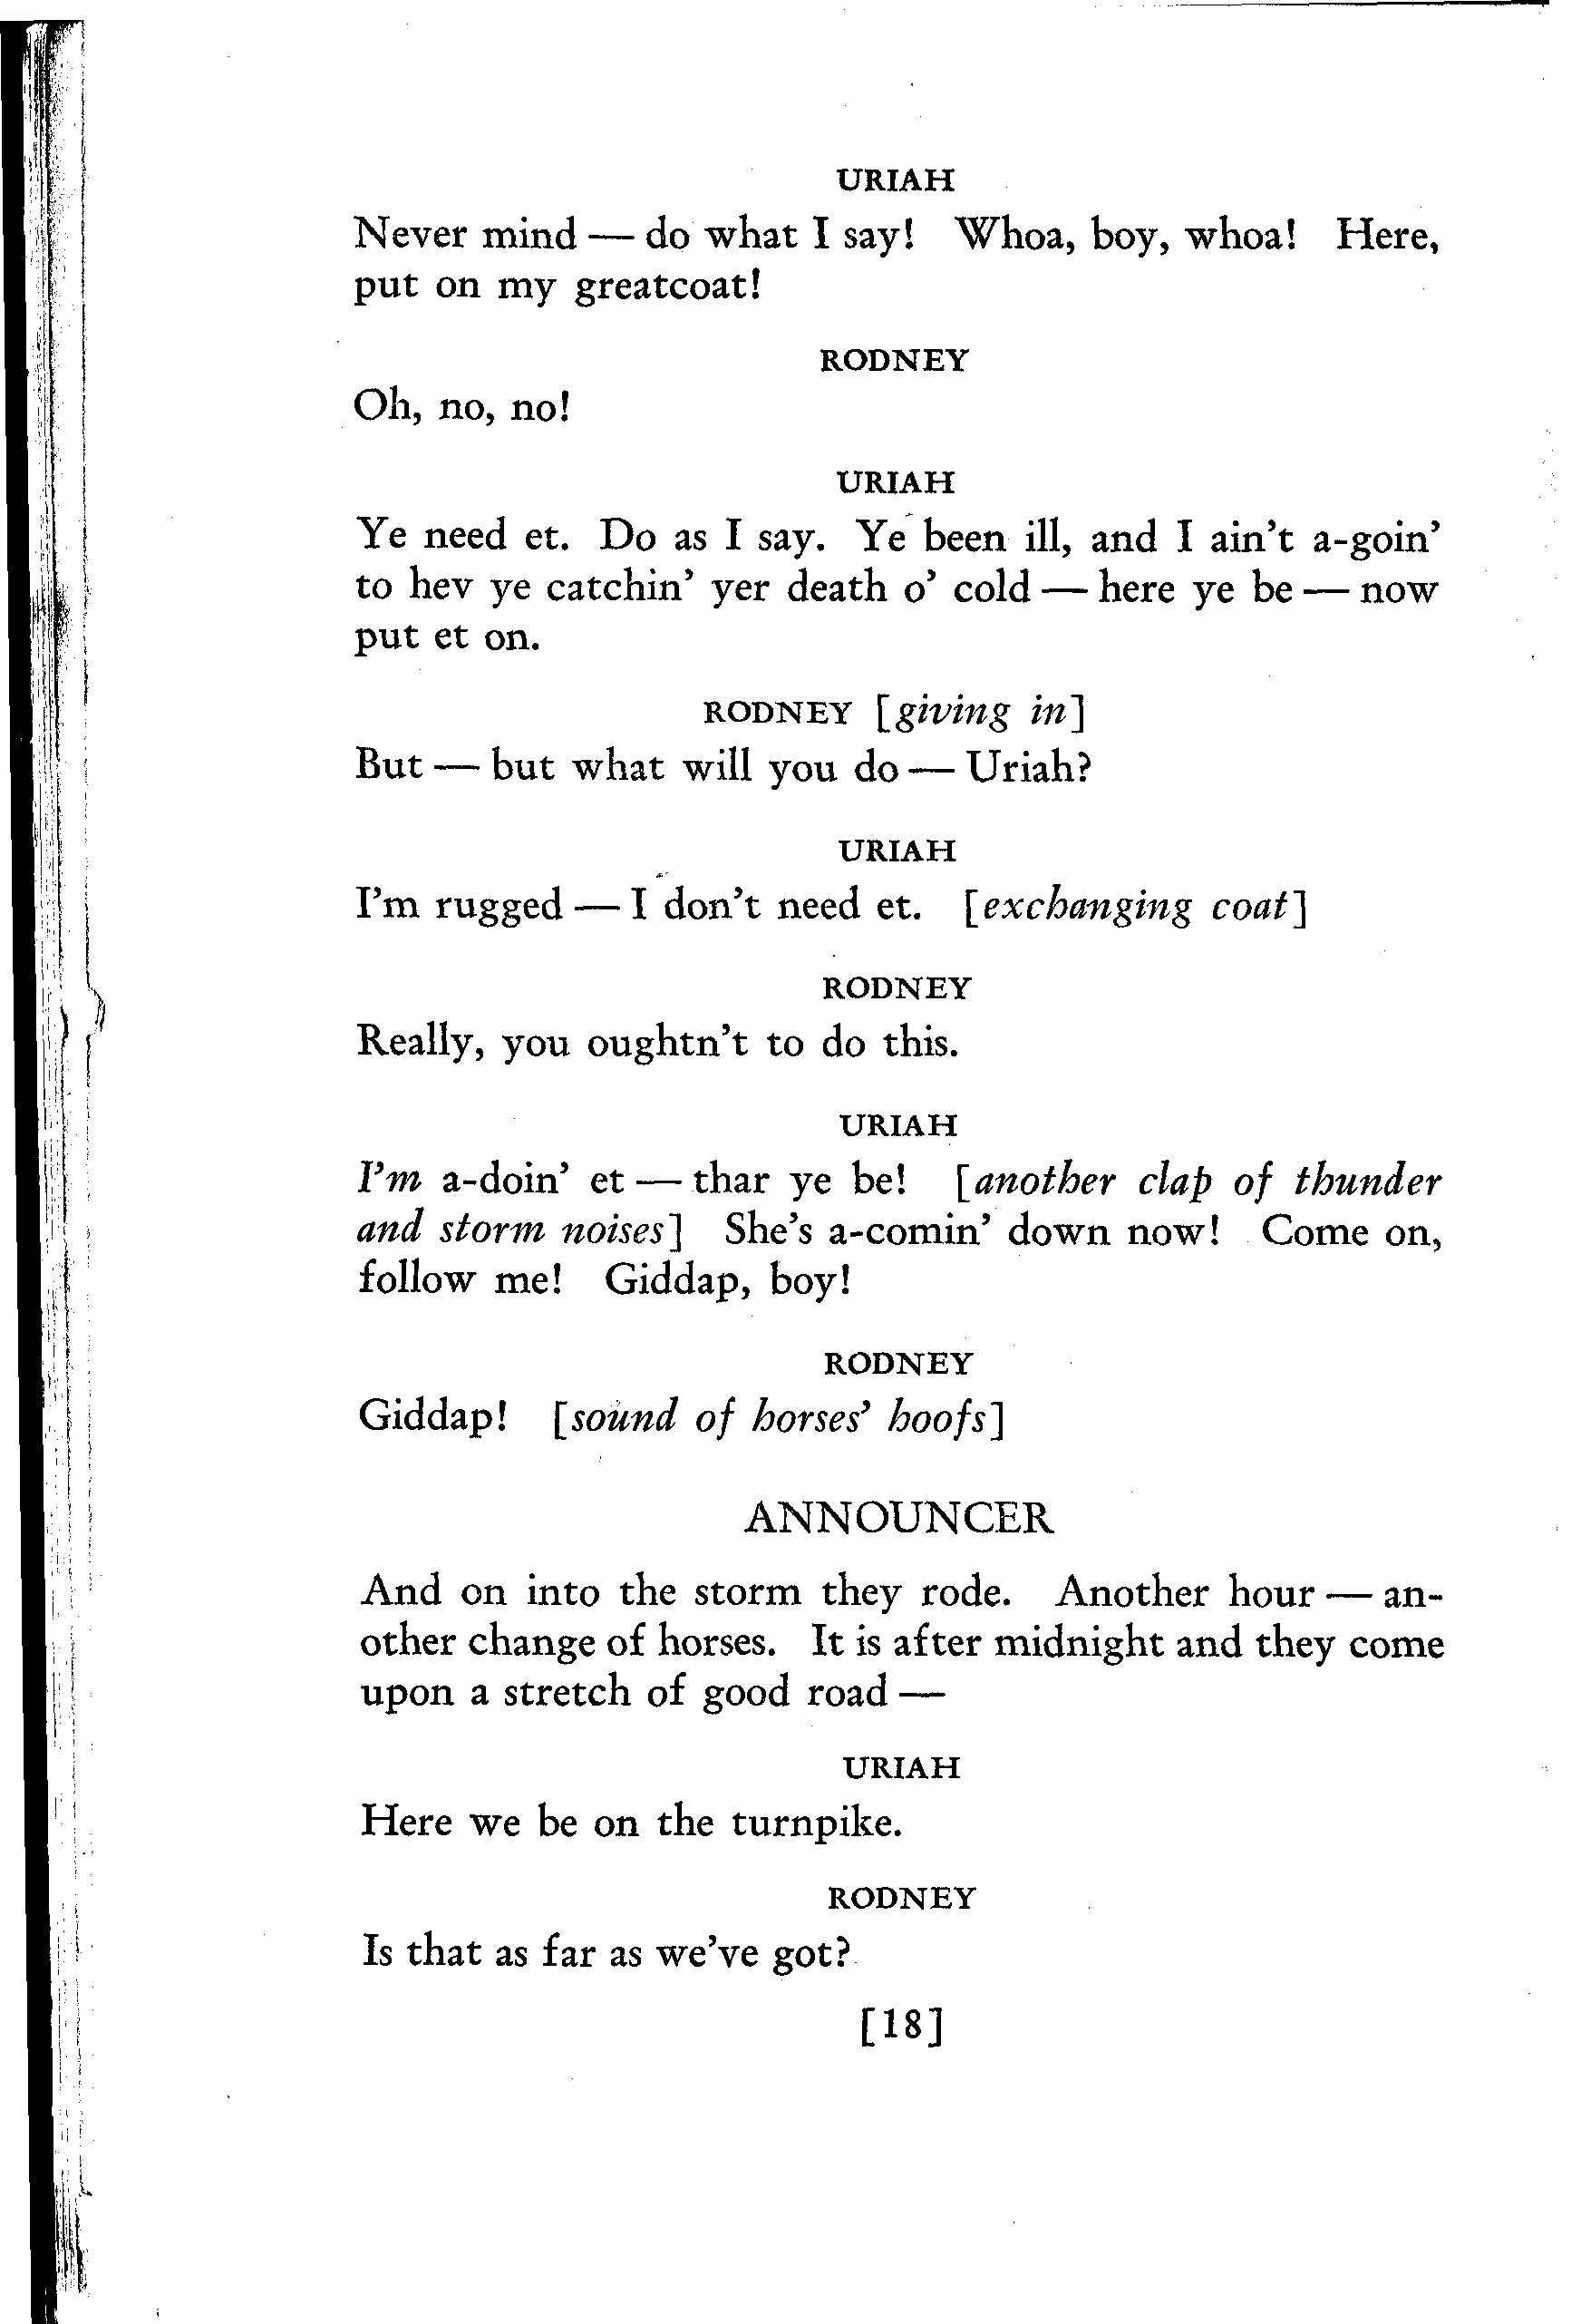 URIAH
Never mind — do what I say! Whoa, boy, whoa! Here,
put on my greatcoat!
RODNEY
Oh, no, no!
URIAH
Ye need et. Do as I say. Ye been ill, and I ain't a-goin'
to hev ye catchin' yer death o' cold — here ye be — now
put et on.
RODNEY [giving in]
But — but what will you do — Uriah?
URIAH
I'm rugged — I don't need et. [exchanging coat]
RODNEY
Really, you oughtn't to do this.
URIAH
I'm a-doin' et — thar ye be! [another clap of thunder
and storm noises] She's a-comin' down now! Come on,
follow me! Giddap, boy!
RODNEY
Giddap! [sound of horses' hoofs]
ANNOUNCER
And on into the storm they rode. Another hour — an-
other change of horses. It is after midnight and they come
upon a stretch of good road —
URIAH
Here we be on the turnpike.
RODNEY
Is that as far as we've got?
[18]